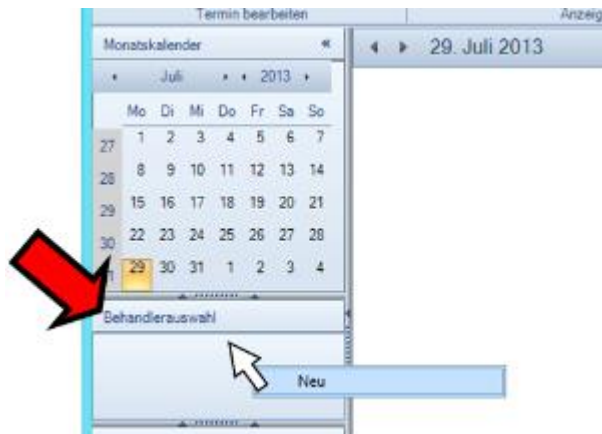 Termin bearbeiten Anzeig
Monatskalender «
29. Juli 2013
Juli 2013
Mo Di Mi Do Fr Sa So
27 1 2 3 4 5 6 7
28 8 9 10 11 12 13 14
29 15 16 17 18 19 20 21
30 22 23 24 25 26 27 28
29 30 31 1 2 3 4
Behandlerauswahl
Neu